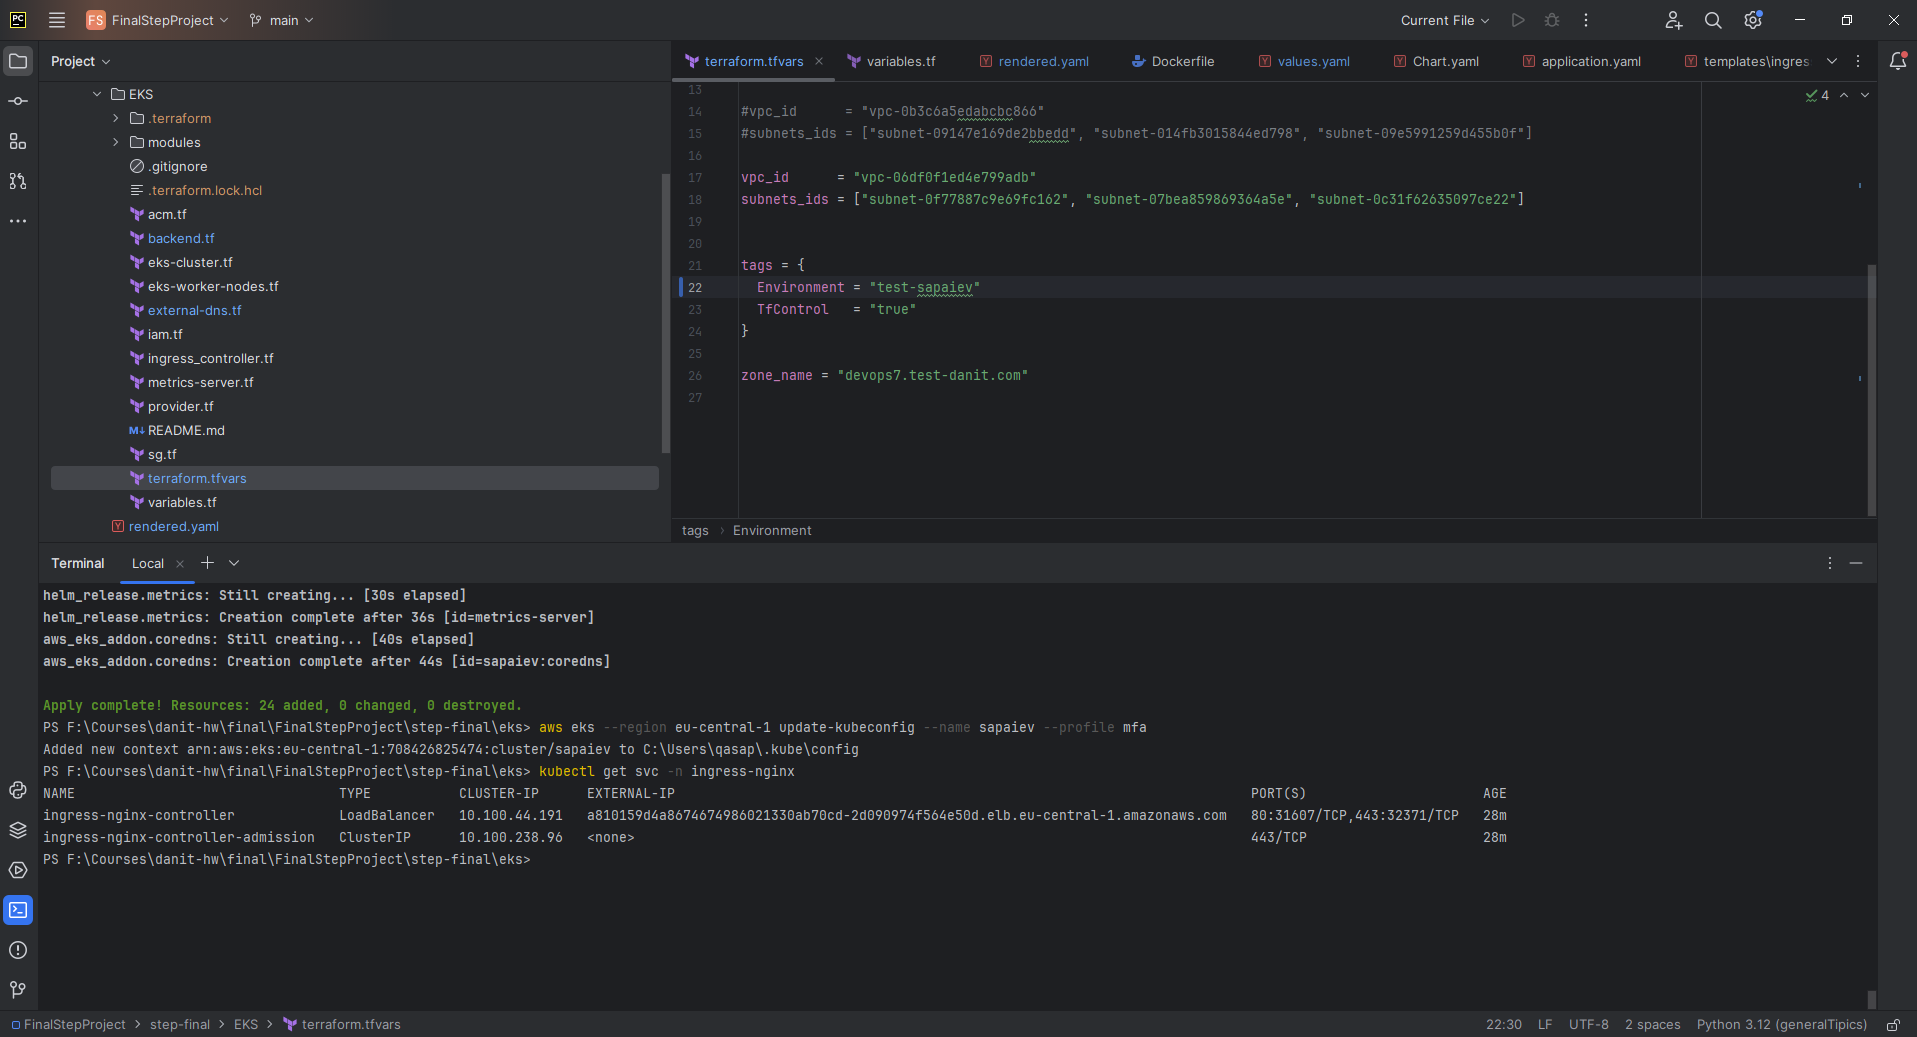 PC FS FinalStepProject main Current File
Project
EKS
.terraform
modules
.gitignore
.terraform.lock.hcl
acm.tf
backend.tf
eks-cluster.tf
eks-worker-nodes.tf
external-dns.tf
iam.tf
ingress_controller.tf
metrics-server.tf
provider.tf
M↓ README.md
sg.tf
terraform.tfvars
variables.tf
Y rendered.yaml
terraform.tfvars variables.tf Y rendered.yaml Dockerfile Y values.yaml Y Chart.yaml Y application.yaml Y templates\ingres
4
13
14 #vpc_id      = "vpc-0b3c6a5edabcbc866"
15 #subnets_ids = ["subnet-09147e169de2bbedd", "subnet-014fb3015844ed798", "subnet-09e5991259d455b0f"]
16
17 vpc_id      = "vpc-06df0f1ed4e799adb"
18 subnets_ids = ["subnet-0f77887c9e69fc162", "subnet-07bea859869364a5e", "subnet-0c31f62635097ce22"]
19
20
21 tags = {
22   Environment = "test-sapaiev"
23   TfControl   = "true"
24 }
25
26 zone_name = "devops7.test-danit.com"
27
tags › Environment
Terminal Local
helm_release.metrics: Still creating... [30s elapsed]
helm_release.metrics: Creation complete after 36s [id=metrics-server]
aws_eks_addon.coredns: Still creating... [40s elapsed]
aws_eks_addon.coredns: Creation complete after 44s [id=sapaiev:coredns]
Apply complete! Resources: 24 added, 0 changed, 0 destroyed.
PS F:\Courses\danit-hw\final\FinalStepProject\step-final\eks> aws eks --region eu-central-1 update-kubeconfig --name sapaiev --profile mfa
Added new context arn:aws:eks:eu-central-1:708426825474:cluster/sapaiev to C:\Users\qasap\.kube\config
PS F:\Courses\danit-hw\final\FinalStepProject\step-final\eks> kubectl get svc -n ingress-nginx
NAME TYPE CLUSTER-IP EXTERNAL-IP PORT(S) AGE
ingress-nginx-controller LoadBalancer 10.100.44.191 a810159d4a8674674986021330ab70cd-2d090974f564e50d.elb.eu-central-1.amazonaws.com 80:31607/TCP,443:32371/TCP 28m
ingress-nginx-controller-admission ClusterIP 10.100.238.96 <none> 443/TCP 28m
PS F:\Courses\danit-hw\final\FinalStepProject\step-final\eks>
FinalStepProject › step-final › EKS › terraform.tfvars 22:30 LF UTF-8 2 spaces Python 3.12 (generalTipics)